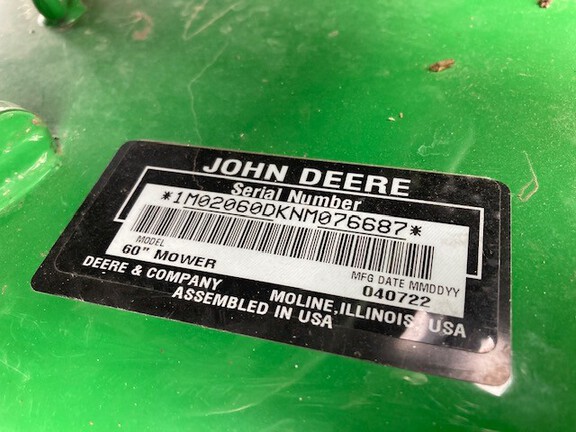 JOHN DEERE
Serial Number
*1M02060DKNM076687*
MODEL
60" MOWER
MFG DATE MMDDYY
040722
DEERE & COMPANY MOLINE, ILLINOIS, USA
ASSEMBLED IN USA